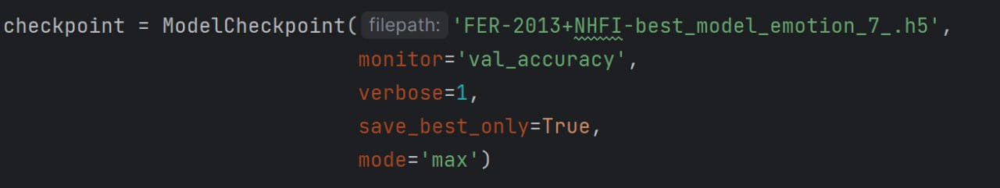 checkpoint = ModelCheckpoint( filepath: 'FER-2013+NHFI-best_model_emotion_7_.h5',
monitor='val_accuracy',
verbose=1,
save_best_only=True,
mode='max')